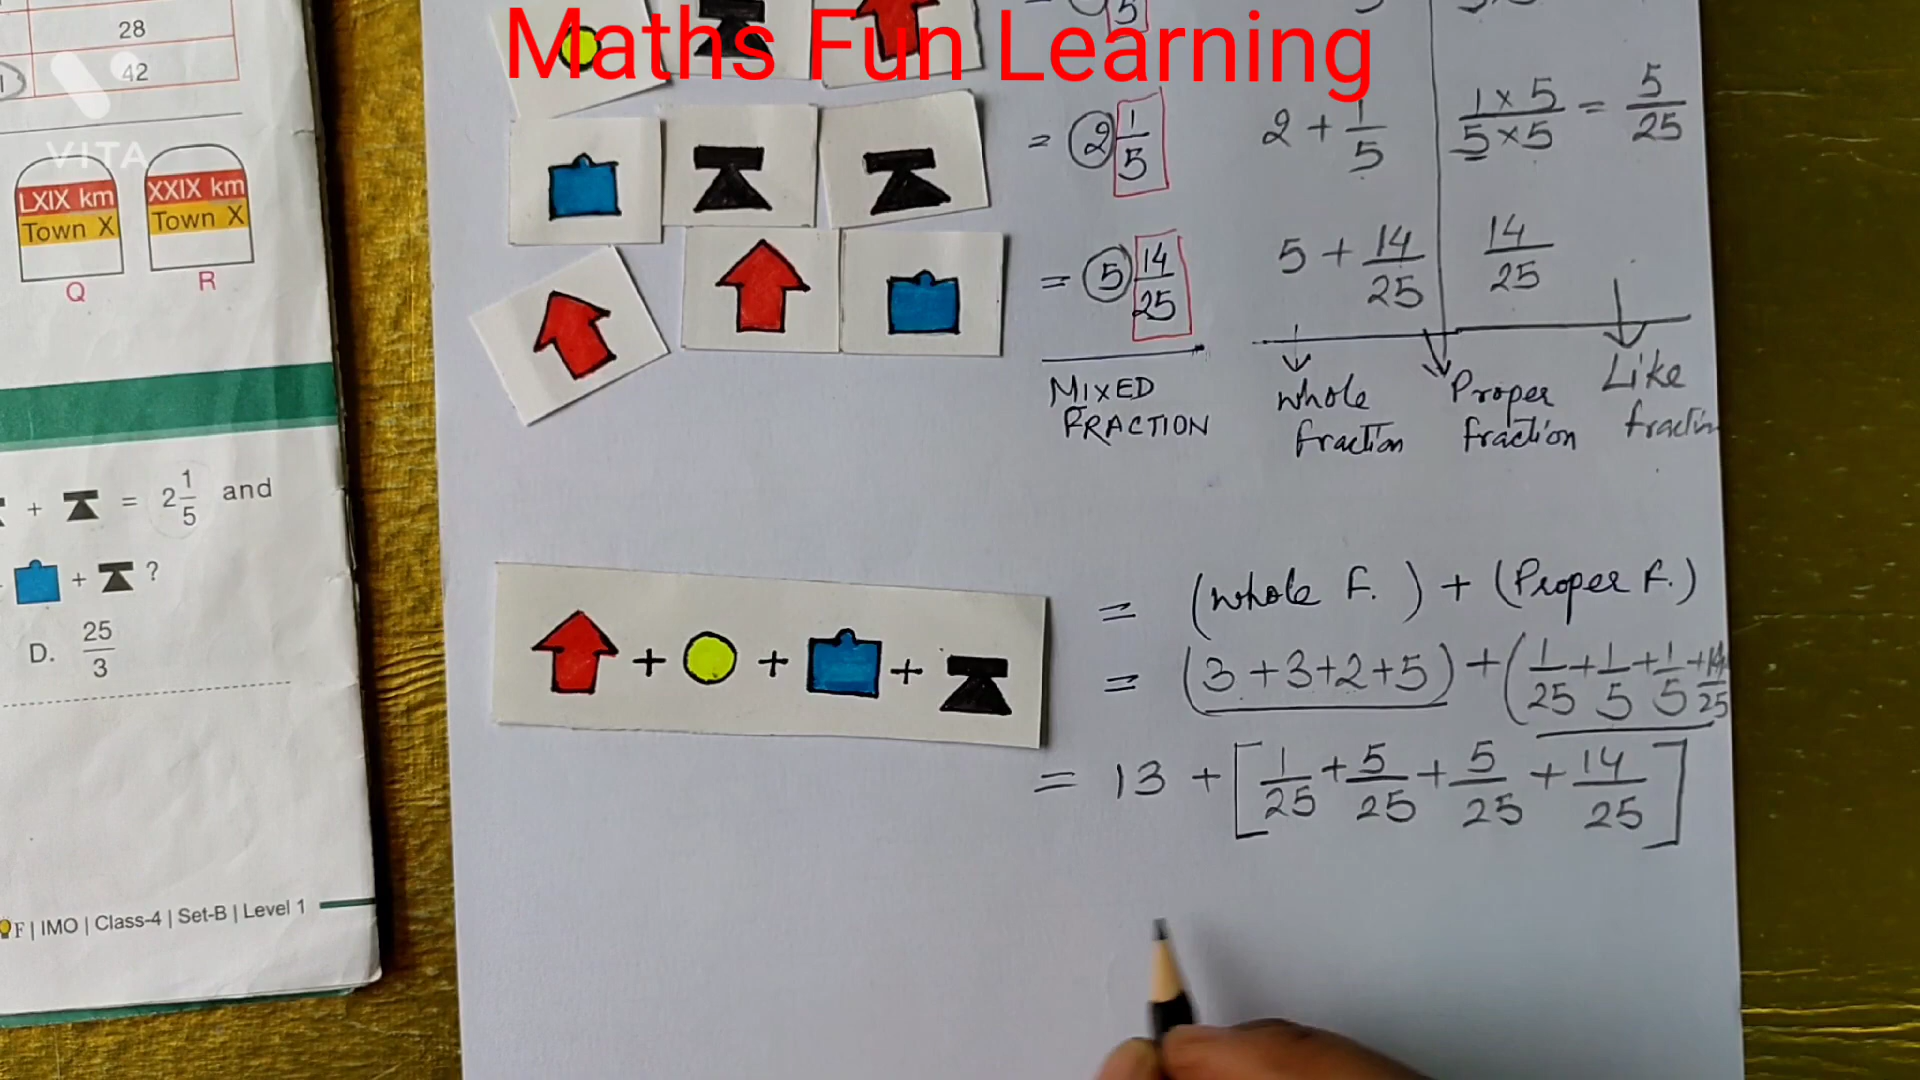 Maths Fun Learning
28
42
VITA
LXIX km
Town X
Q
XXIX km
Town X
R
+ = 2 1/5 and
+ ?
D. 25/3
F | IMO | Class-4 | Set-B | Level 1
5
= 2 1/5
2 + 1/5
1 × 5 / 5 × 5 = 5/25
= 5 14/25
5 + 14/25
14/25
MIXED
FRACTION
Whole
fraction
Proper
fraction
Like
fraction
= (Whole F.) + (Proper F.)
+ + +
= (3 + 3 + 2 + 5) + (1/25 + 1/5 + 1/5 + 14/25
= 13 + [1/25 + 5/25 + 5/25 + 14/25]